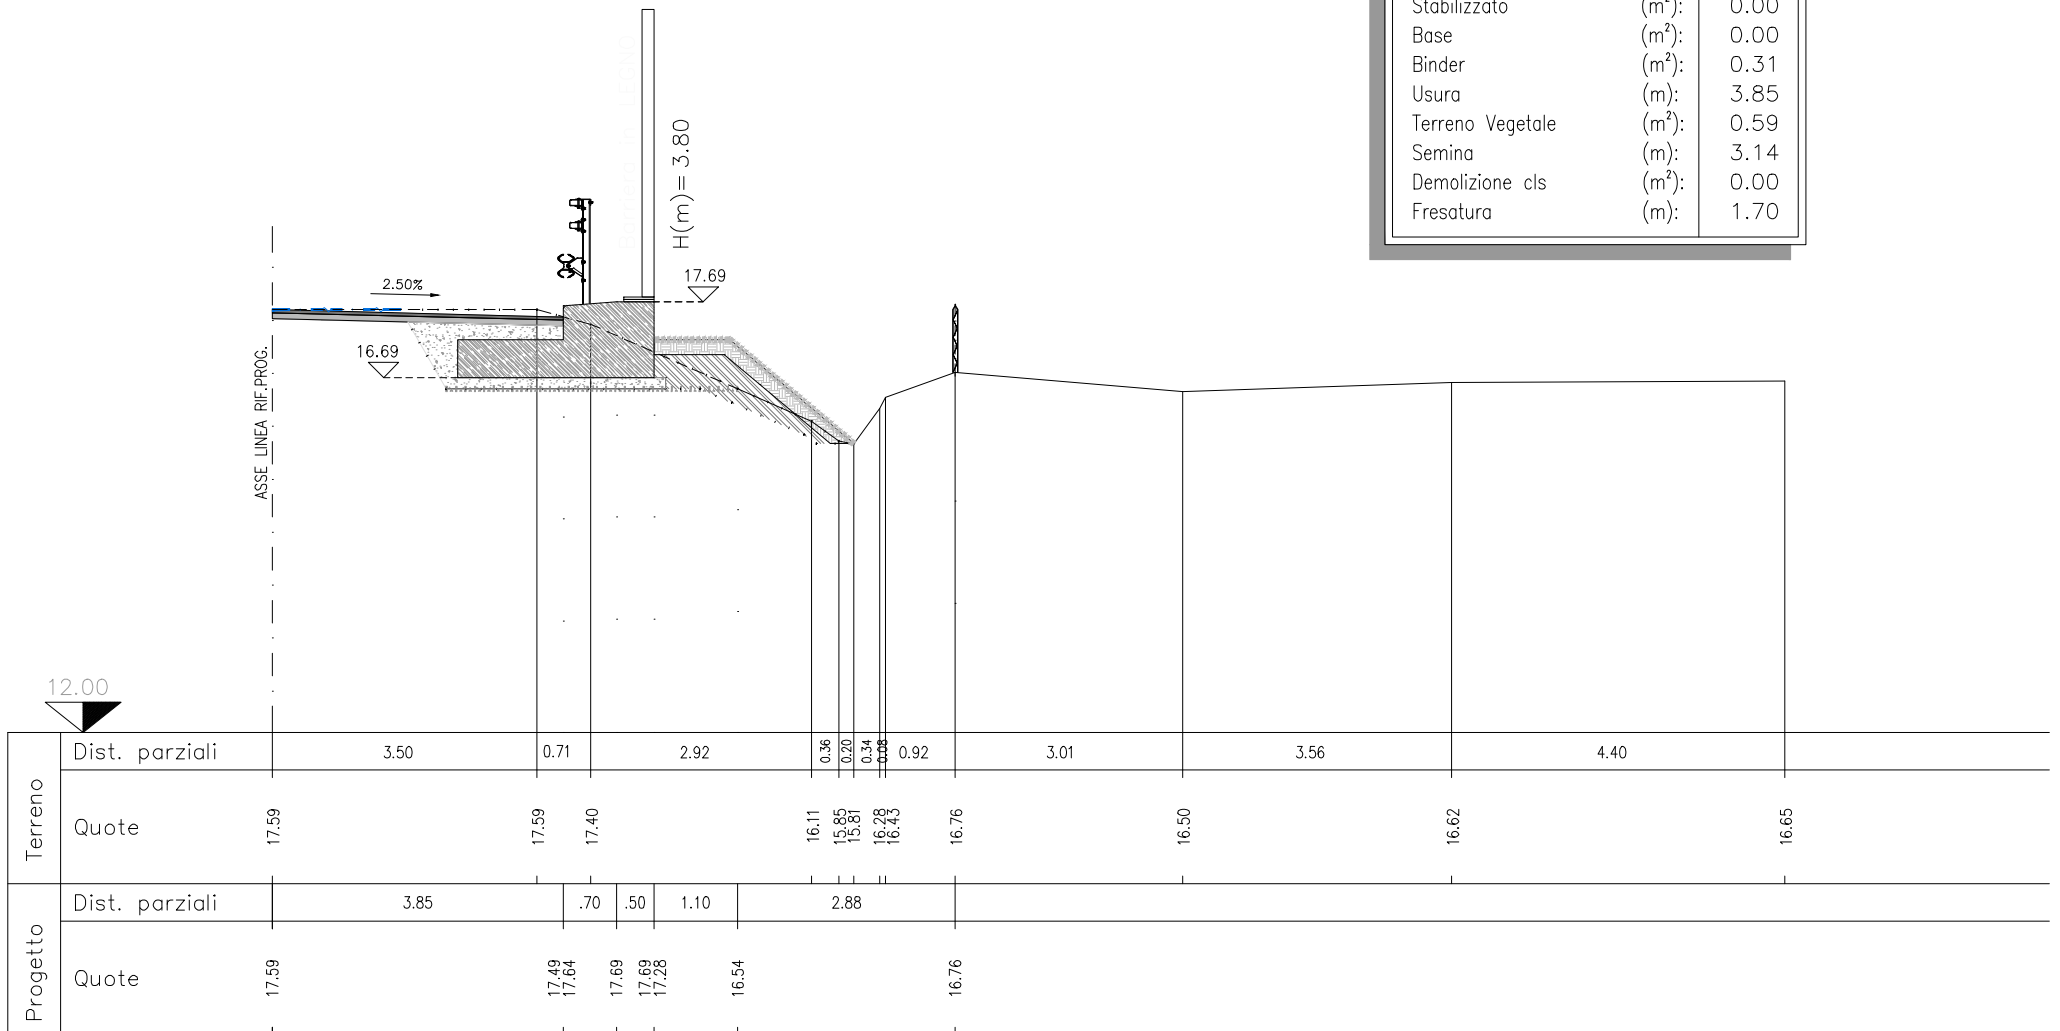 Stabilizzato (m²): 0.00
Base (m²): 0.00
Binder (m²): 0.31
Usura (m): 3.85
Terreno Vegetale (m²): 0.59
Semina (m): 3.14
Demolizione cls (m²): 0.00
Fresatura (m): 1.70
H(m)= 3.80
17.69
2.50%
16.69
ASSE LINEA RIF.PROG.
12.00
Terreno
Dist. parziali 3.50 0.71 2.92 0.36 0.20 0.34 0.08 0.92 3.01 3.56 4.40
Quote 17.59 17.59 17.40 16.11 15.85 15.81 16.28 16.43 16.76 16.50 16.62 16.65
Progetto
Dist. parziali 3.85 .70 .50 1.10 2.88
Quote 17.59 17.49 17.64 17.69 17.69 17.28 16.54 16.76